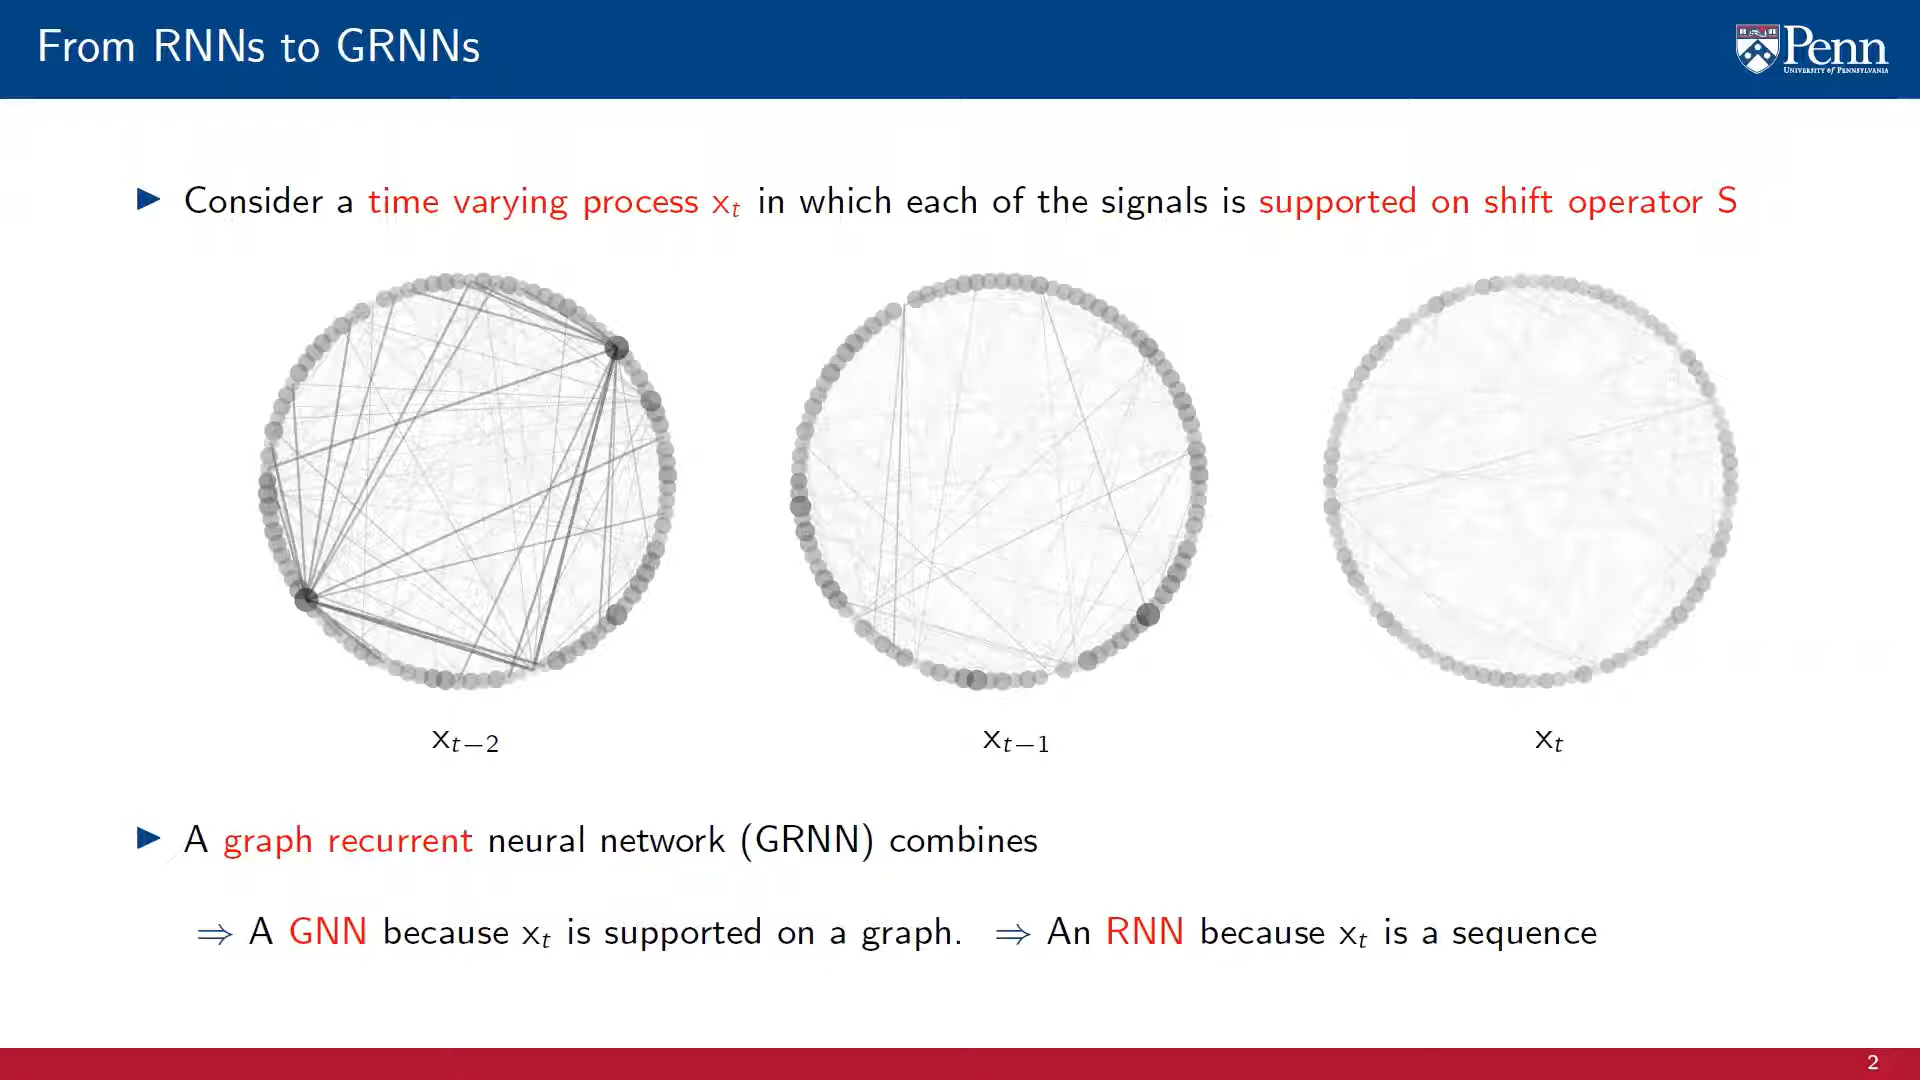 From RNNs to GRNNs
Penn
UNIVERSITY of PENNSYLVANIA
▶ Consider a time varying process xₜ in which each of the signals is supported on shift operator S
xₜ₋₂ xₜ₋₁ xₜ
▶ A graph recurrent neural network (GRNN) combines
⇒ A GNN because xₜ is supported on a graph. ⇒ An RNN because xₜ is a sequence
2